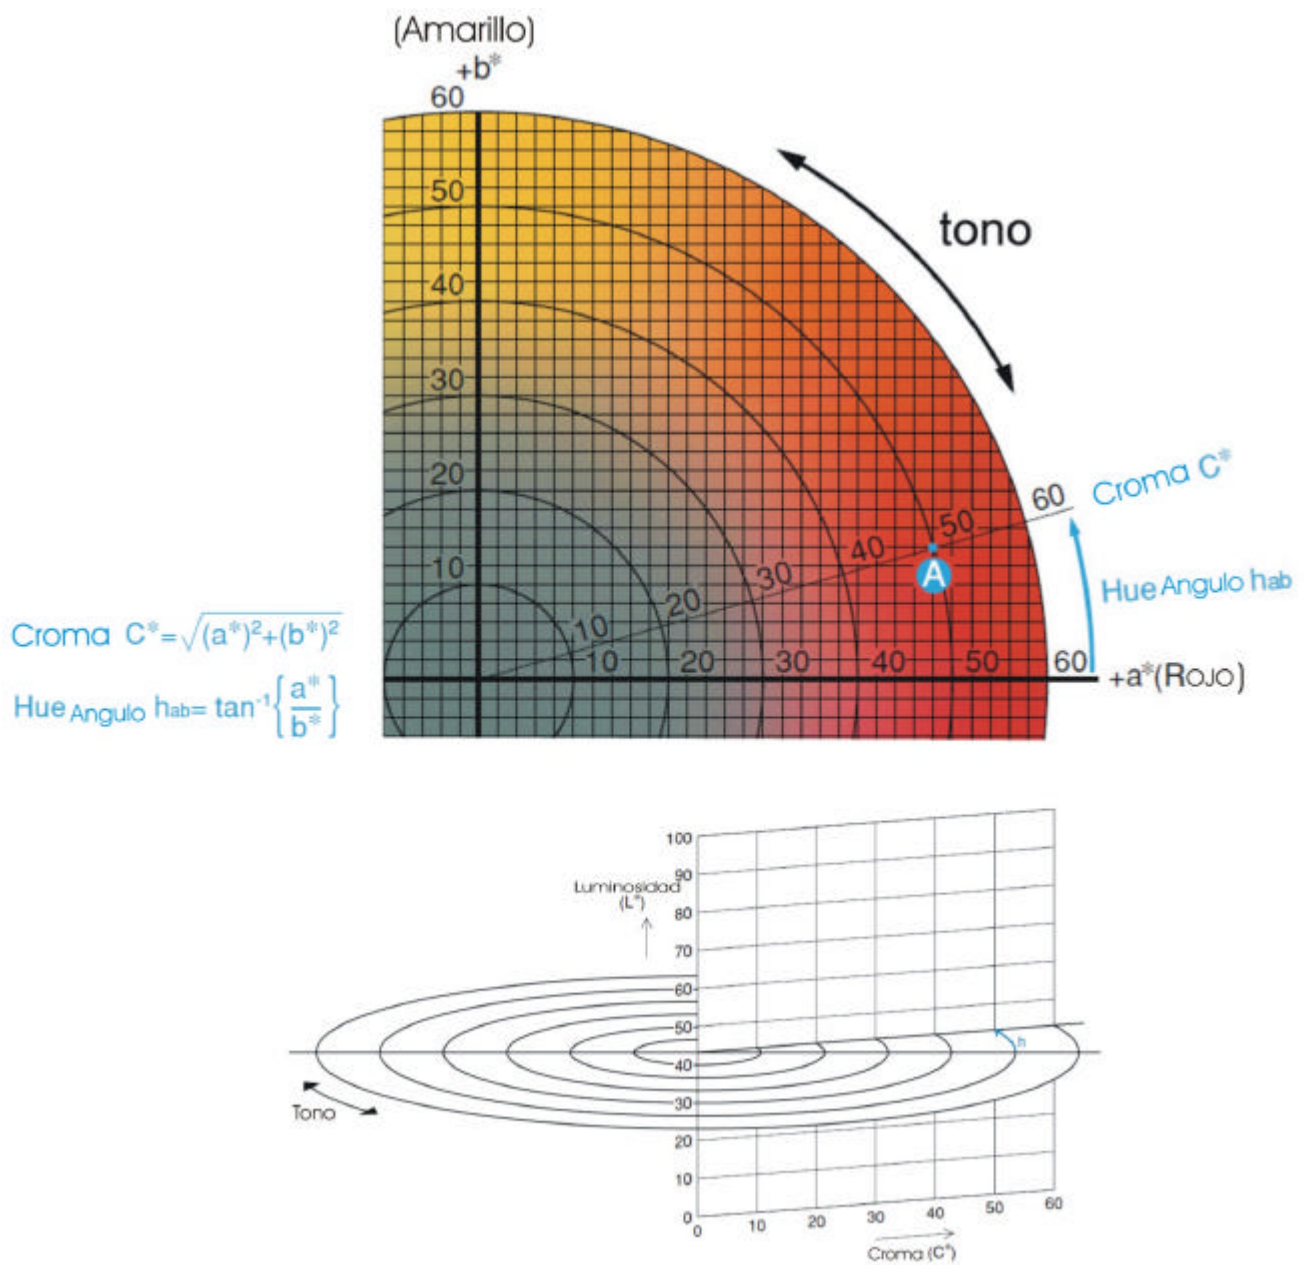 (Amarillo)
+b*
60
50
40
30
20
10
tono
Croma C*
60
50
40
30
20
10
A
Hue Angulo hab
10 20 30 40 50 60 +a*(ROJO)
Croma C*=√(a*)²+(b*)²
Hue Angulo hab= tan⁻¹{a*/b*}
100
90
80
70
60
50
40
30
20
10
0
Luminosidad
(L*)
h
Tono
0 10 20 30 40 50 60
Croma (C*)